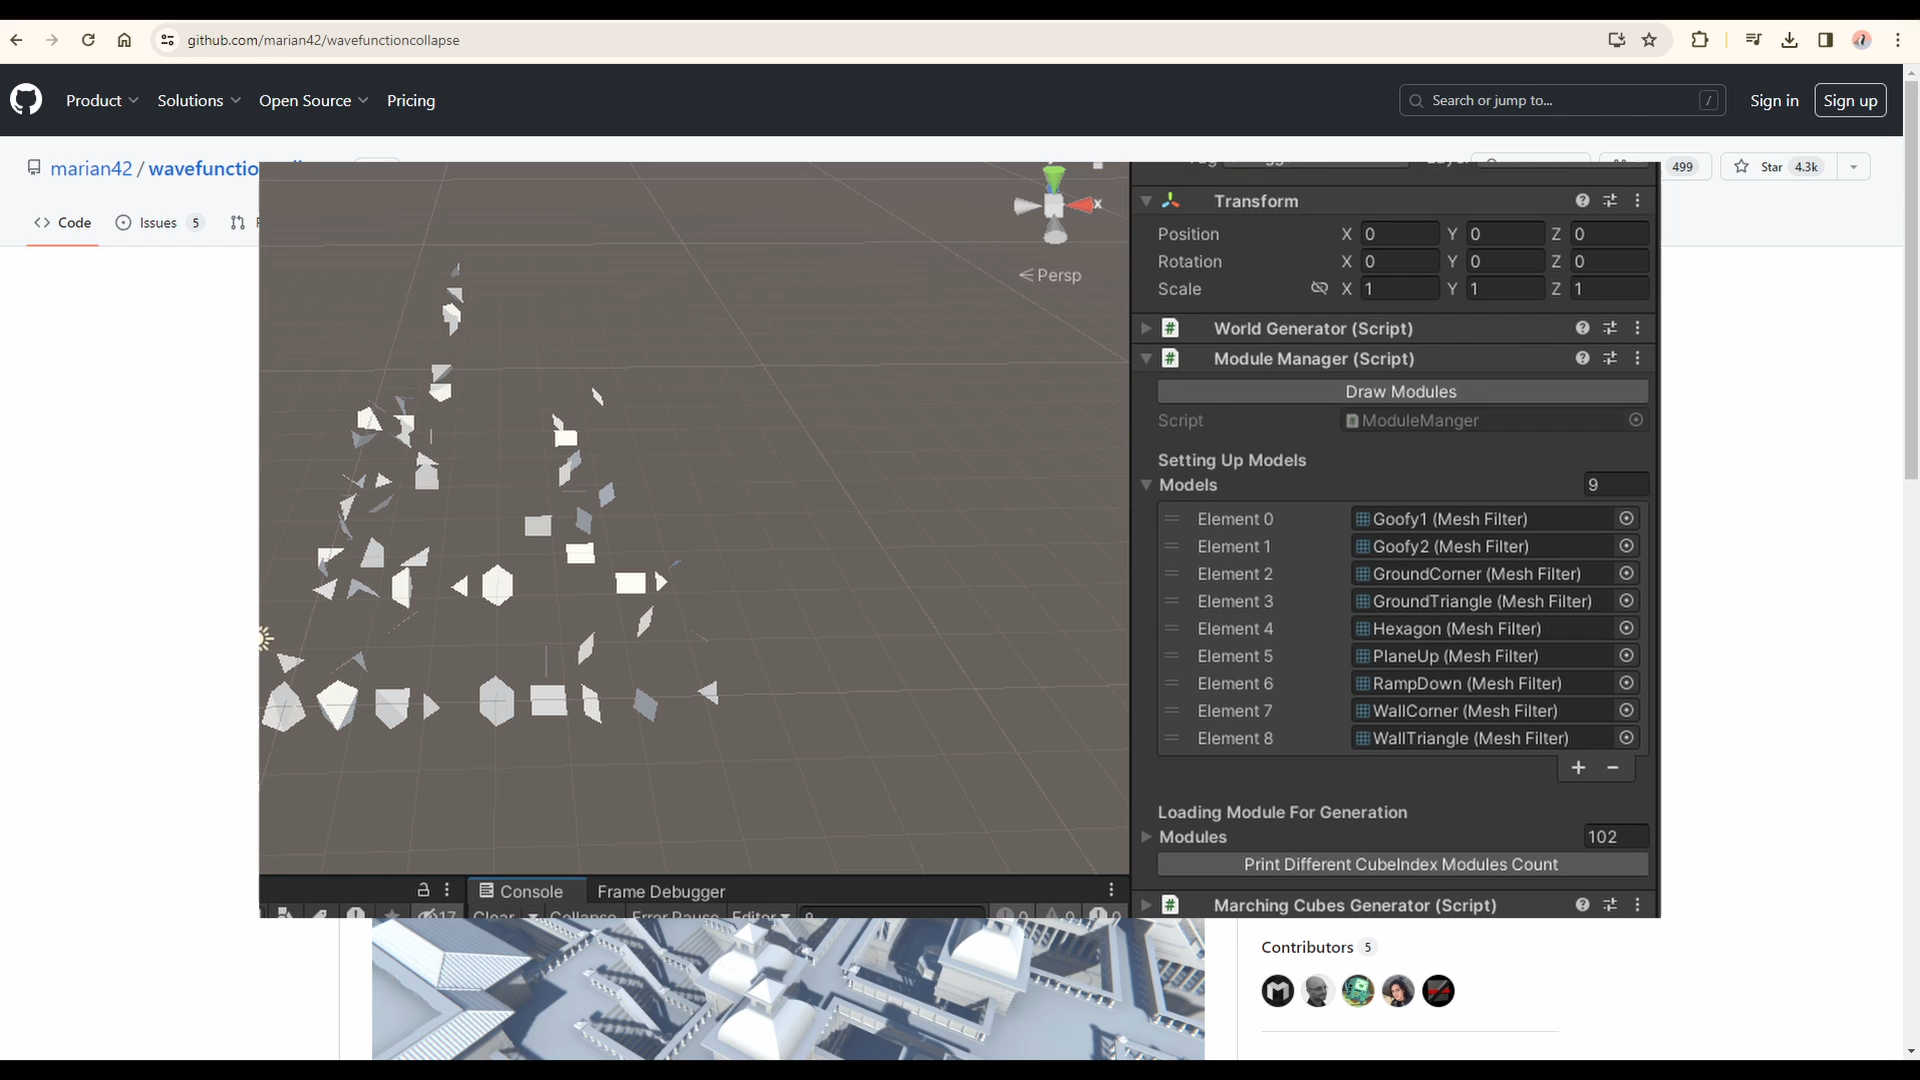 github.com/marian42/wavefunctioncollapse
Product
Solutions
Open Source
Pricing
Search or jump to...
/
Sign in
Sign up
marian42 / wavefunctio
499
Star 4.3k
Code
Issues 5
x
Persp
Transform
Position X 0 Y 0 Z 0
Rotation X 0 Y 0 Z 0
Scale X 1 Y 1 Z 1
World Generator (Script)
Module Manager (Script)
Draw Modules
Script ModuleManger
Setting Up Models
Models 9
Element 0 Goofy1 (Mesh Filter)
Element 1 Goofy2 (Mesh Filter)
Element 2 GroundCorner (Mesh Filter)
Element 3 GroundTriangle (Mesh Filter)
Element 4 Hexagon (Mesh Filter)
Element 5 PlaneUp (Mesh Filter)
Element 6 RampDown (Mesh Filter)
Element 7 WallCorner (Mesh Filter)
Element 8 WallTriangle (Mesh Filter)
+ −
Loading Module For Generation
Modules 102
Print Different CubeIndex Modules Count
Marching Cubes Generator (Script)
Console
Frame Debugger
17 Clear Collapse Error Pause Editor
Contributors 5